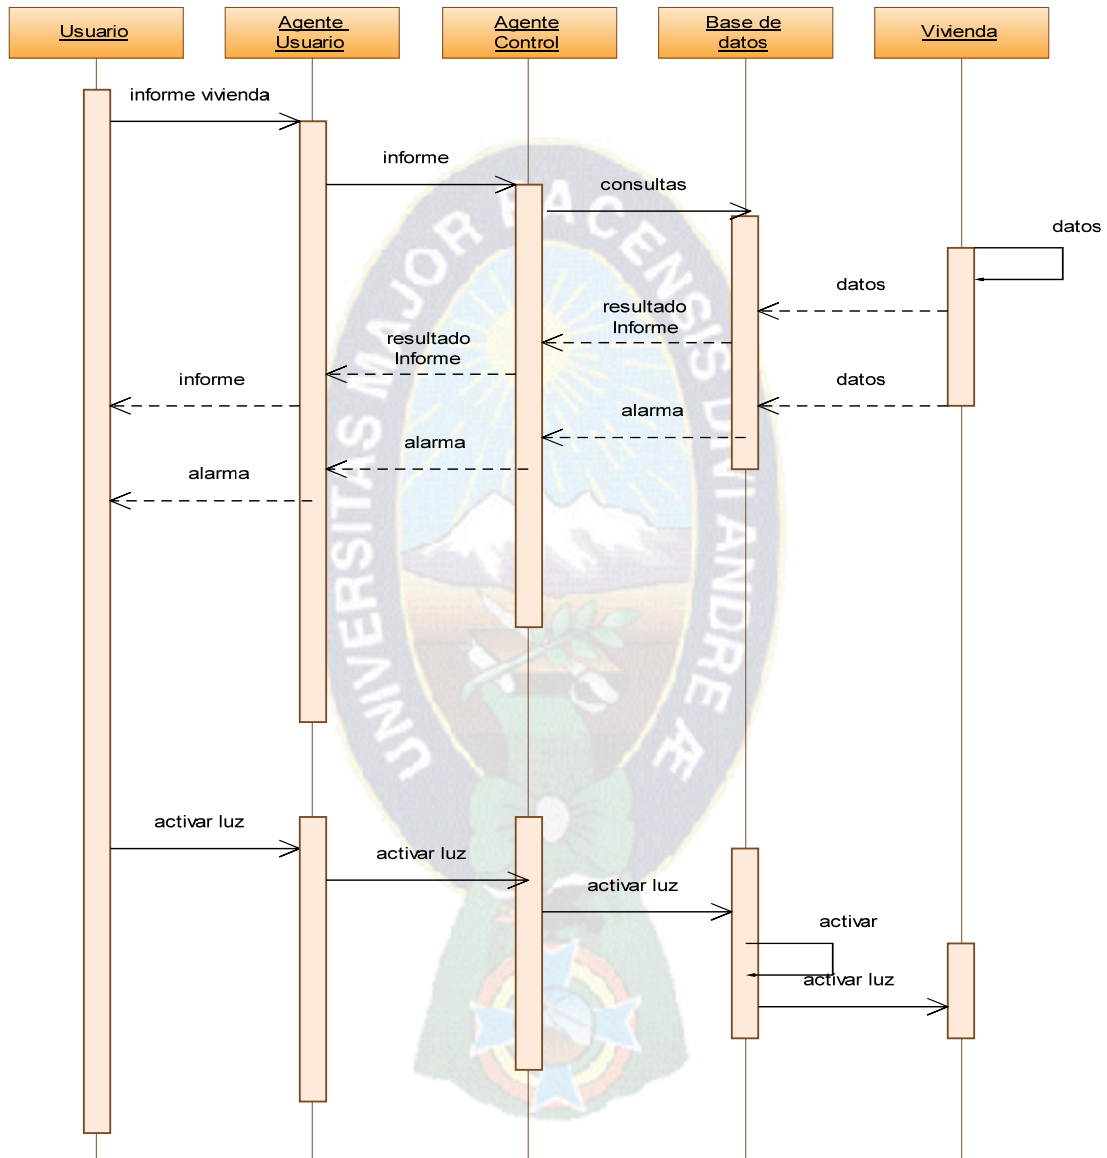 Usuario
Agente
Usuario
Agente
Control
Base de
datos
Vivienda
informe vivienda
informe
consultas
datos
datos
resultado
Informe
resultado
Informe
informe
datos
alarma
alarma
alarma
activar luz
activar luz
activar luz
activar
activar luz
UNIVERSITAS MAJOR PACENSIS DIVI ANDRE Æ